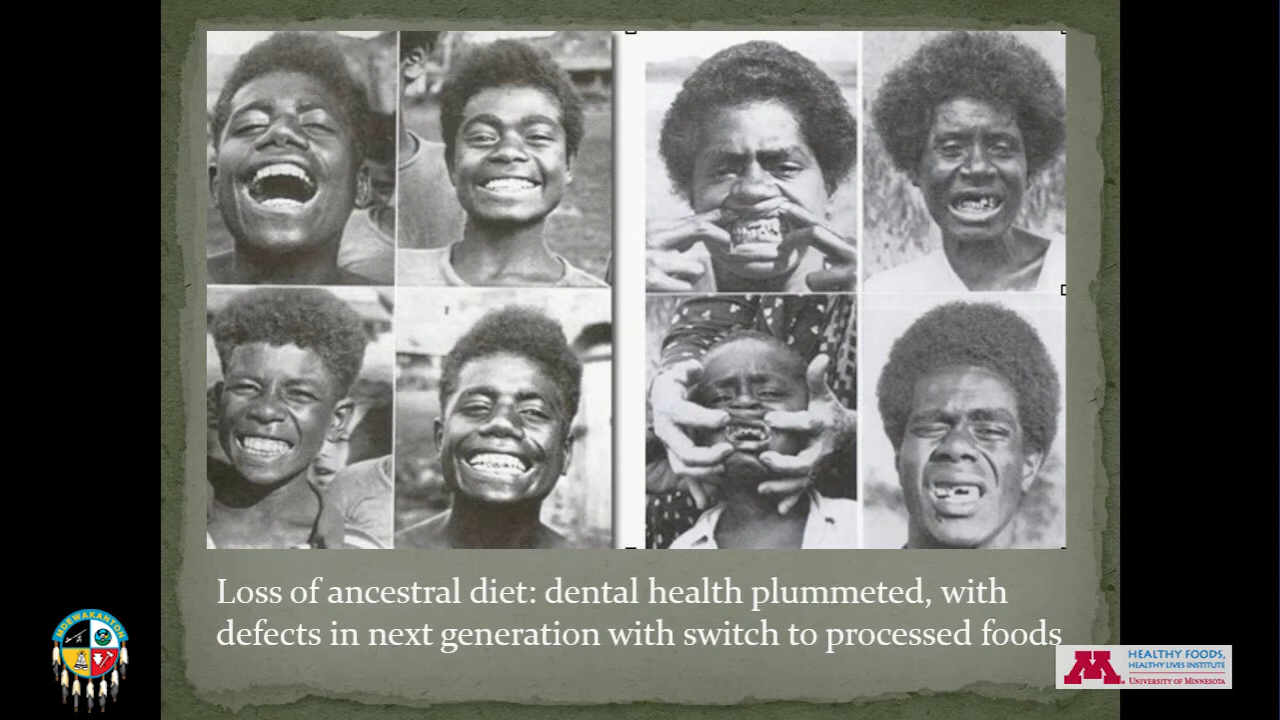 Loss of ancestral diet: dental health plummeted, with
defects in next generation with switch to processed foods
MDEWAKANTON
HEALTHY FOODS,
HEALTHY LIVES INSTITUTE
UNIVERSITY OF MINNESOTA